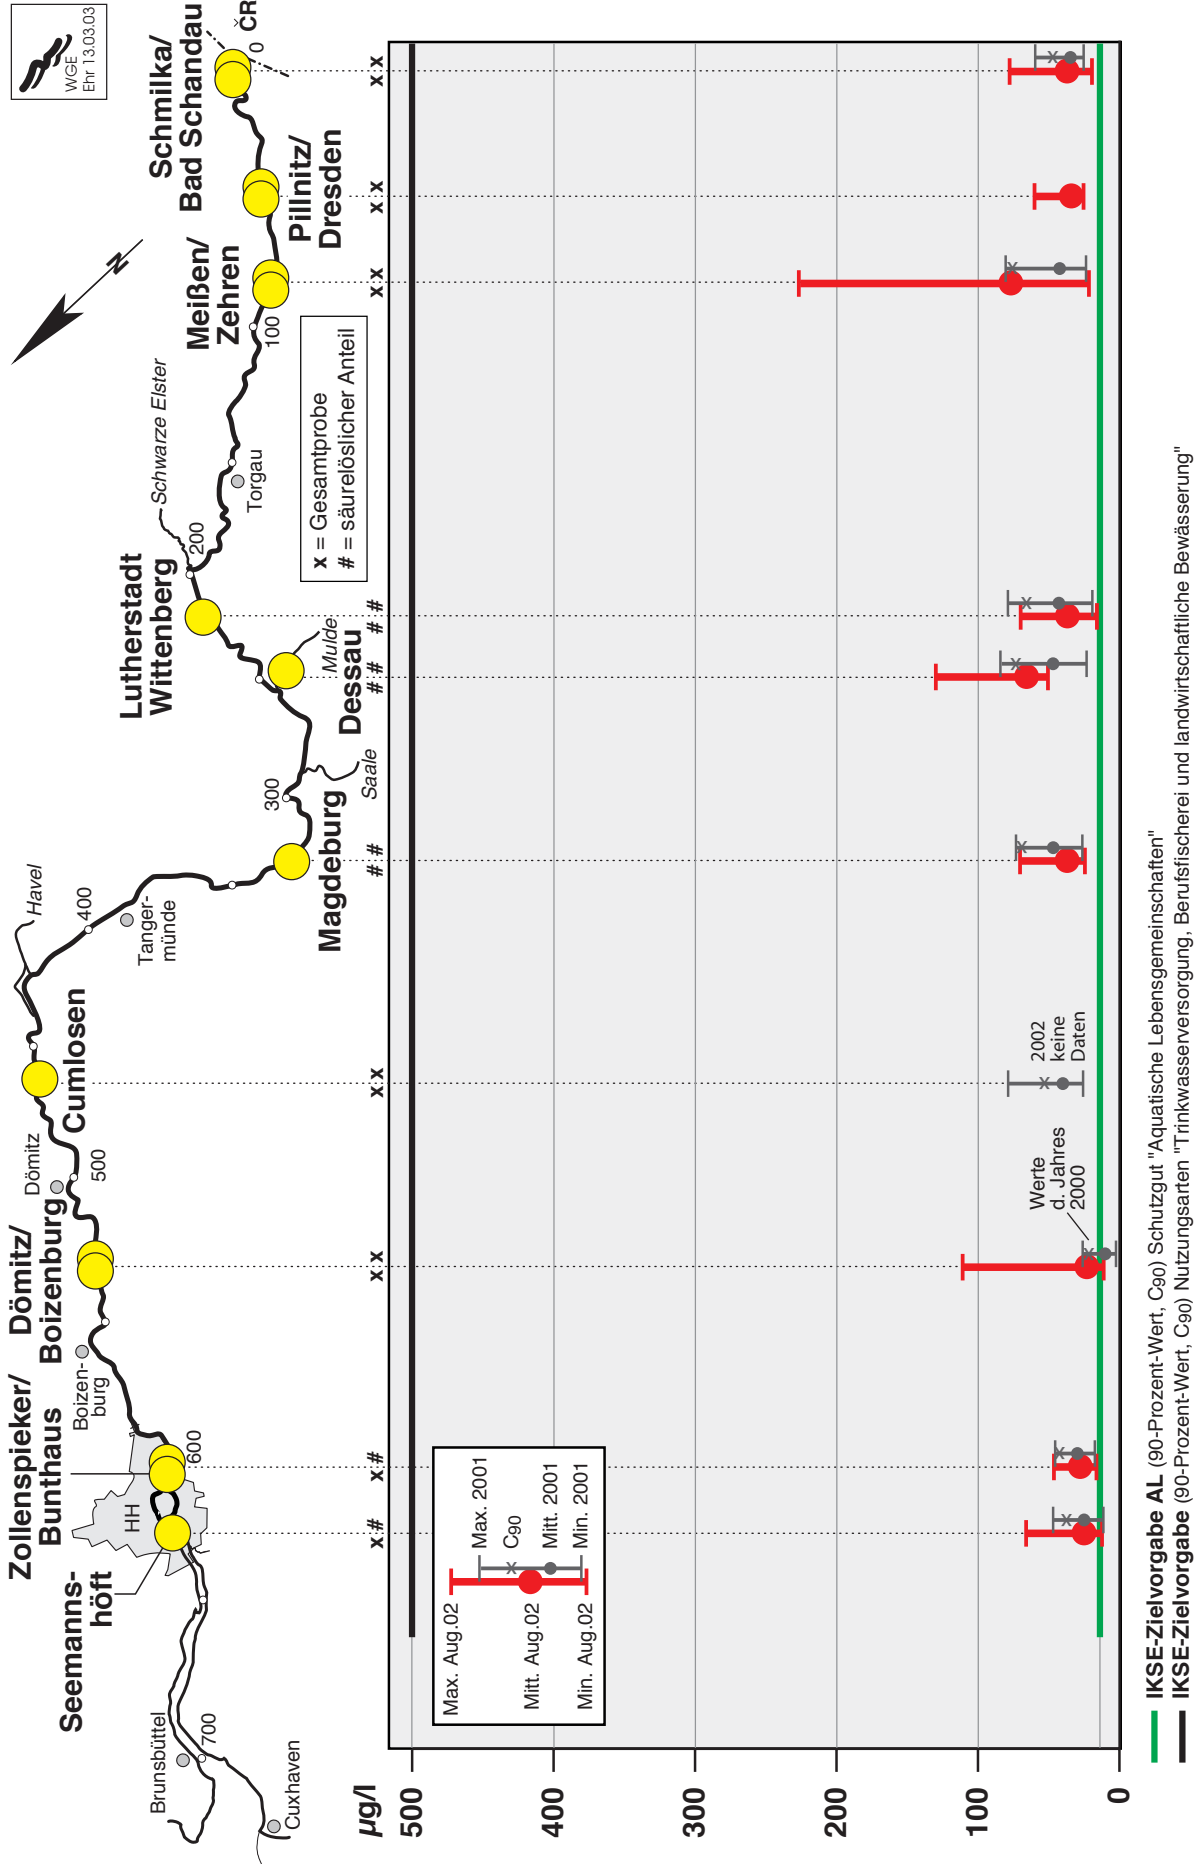 WGE
Ehr 13.03.03
Seemanns-
höft
Zollenspieker/
Bunthaus
Dömitz/
Boizenburg
Cumlosen
Magdeburg
Dessau
Lutherstadt
Wittenberg
Meißen/
Zehren
Pillnitz/
Dresden
Schmilka/
Bad Schandau
Brunsbüttel
Cuxhaven
700
HH
600
Boizen-
burg
Dömitz
500
Havel
400
Tanger-
münde
300
Saale
Mulde
200
Schwarze Elster
Torgau
100
N
0
ČR
x = Gesamtprobe
# = säurelöslicher Anteil
x #
x #
x x
x x
# #
# #
# #
x x
x x
x x
µg/l
500
400
300
200
100
0
Max. Aug.02
Mitt. Aug.02
Min. Aug.02
Max. 2001
C90
Mitt. 2001
Min. 2001
Werte
d. Jahres
2000
2002
keine
Daten
IKSE-Zielvorgabe AL (90-Prozent-Wert, C90) Schutzgut "Aquatische Lebensgemeinschaften"
IKSE-Zielvorgabe (90-Prozent-Wert, C90) Nutzungsarten "Trinkwasserversorgung, Berufsfischerei und landwirtschaftliche Bewässerung"